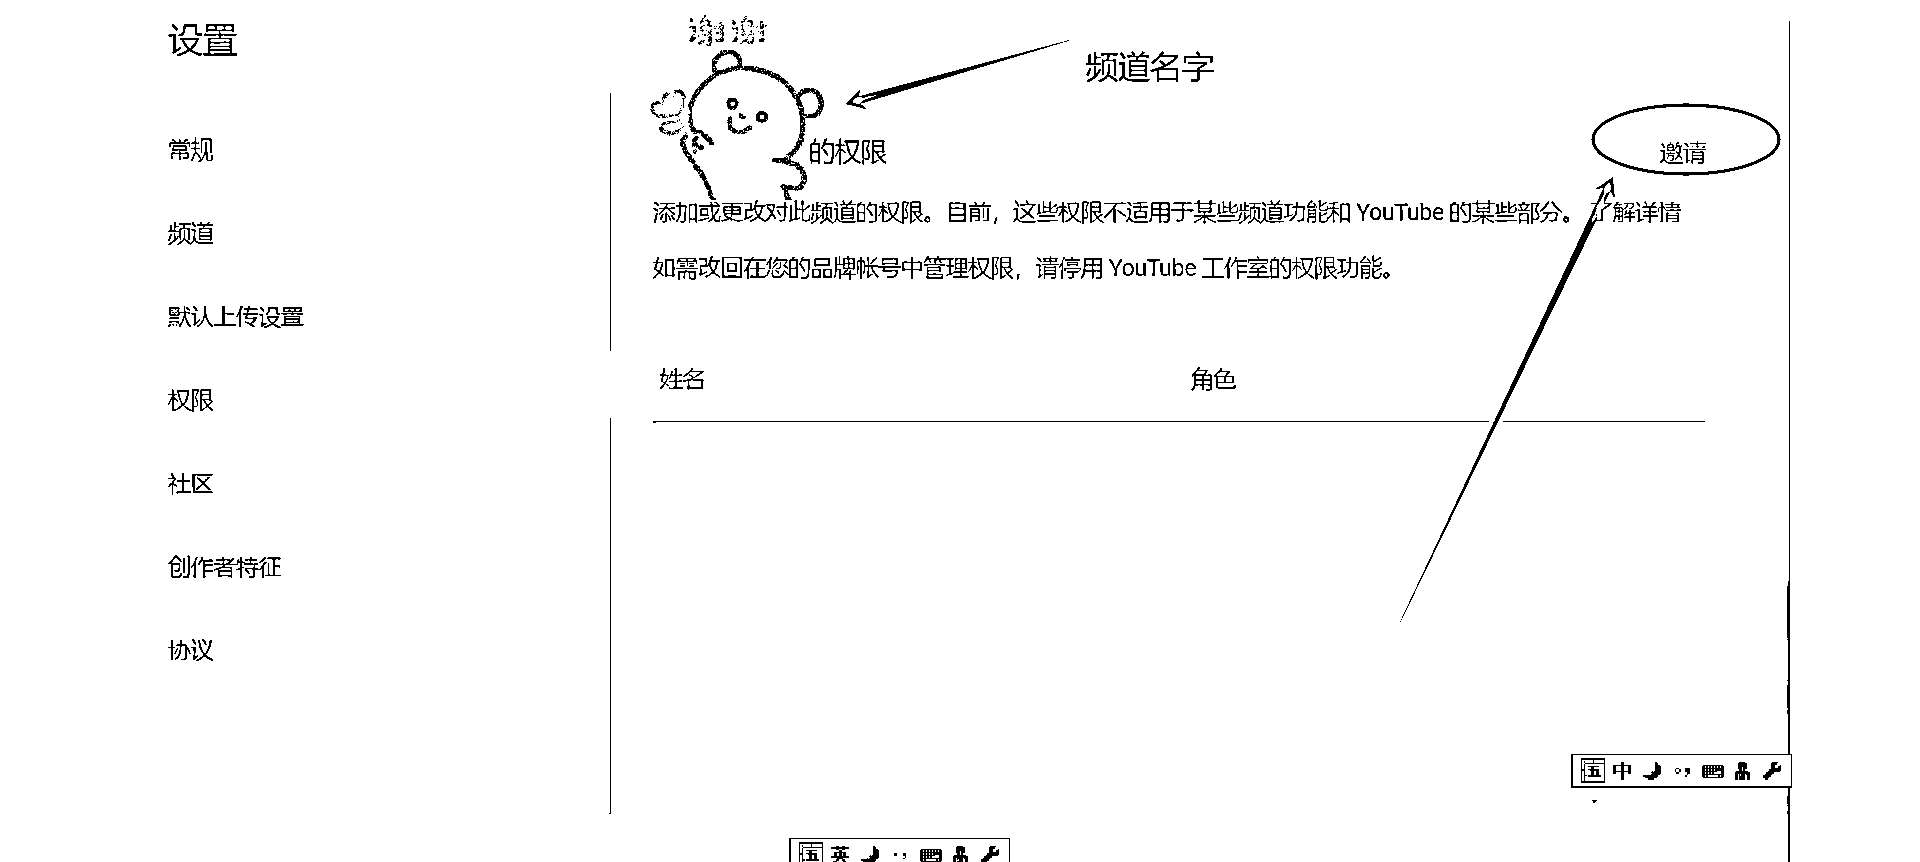 设置
常规
频道
默认上传设置
权限
社区
创作者特征
协议
谢谢
频道名字
的权限
邀请
添加或更改对此频道的权限。目前，这些权限不适用于某些频道功能和 YouTube 的某些部分。 了解详情
如需改回在您的品牌帐号中管理权限，请停用 YouTube 工作室的权限功能。
姓名 角色
五 中
五 英